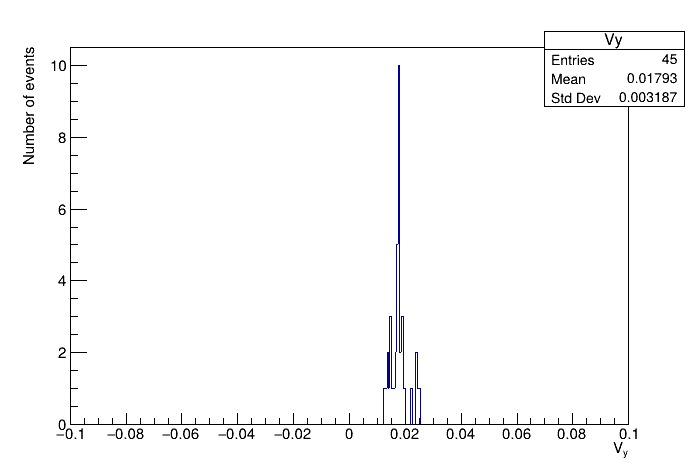 Vy
Entries 45
Mean 0.01793
Std Dev 0.003187
Number of events
10
8
6
4
2
0
−0.1 −0.08 −0.06 −0.04 −0.02 0 0.02 0.04 0.06 0.08 0.1
Vy